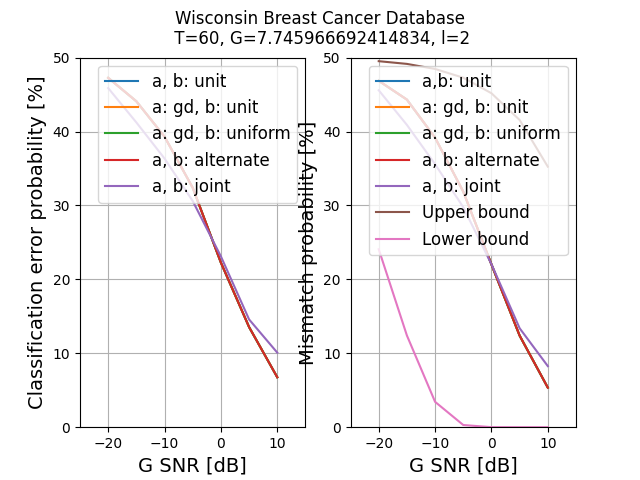 Wisconsin Breast Cancer Database
T=60, G=7.745966692414834, l=2
Classification error probability [%]
50
40
30
20
10
0
a, b: unit
a: gd, b: unit
a: gd, b: uniform
a, b: alternate
a, b: joint
−20
−10
0
10
G SNR [dB]
Mismatch probability [%]
50
40
30
20
10
0
a,b: unit
a: gd, b: unit
a: gd, b: uniform
a, b: alternate
a, b: joint
Upper bound
Lower bound
−20
−10
0
10
G SNR [dB]